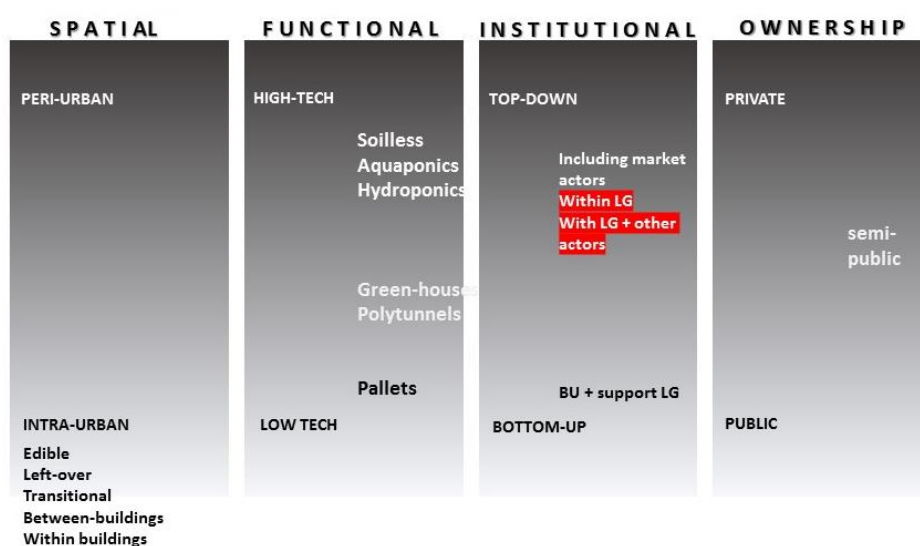 SPATIAL
PERI-URBAN
INTRA-URBAN
Edible
Left-over
Transitional
Between-buildings
Within buildings
FUNCTIONAL
HIGH-TECH
Soilless
Aquaponics
Hydroponics
Green-houses
Polytunnels
Pallets
LOW TECH
INSTITUTIONAL
TOP-DOWN
Including market
actors
Within LG
With LG + other
actors
BU + support LG
BOTTOM-UP
OWNERSHIP
PRIVATE
semi-
public
PUBLIC